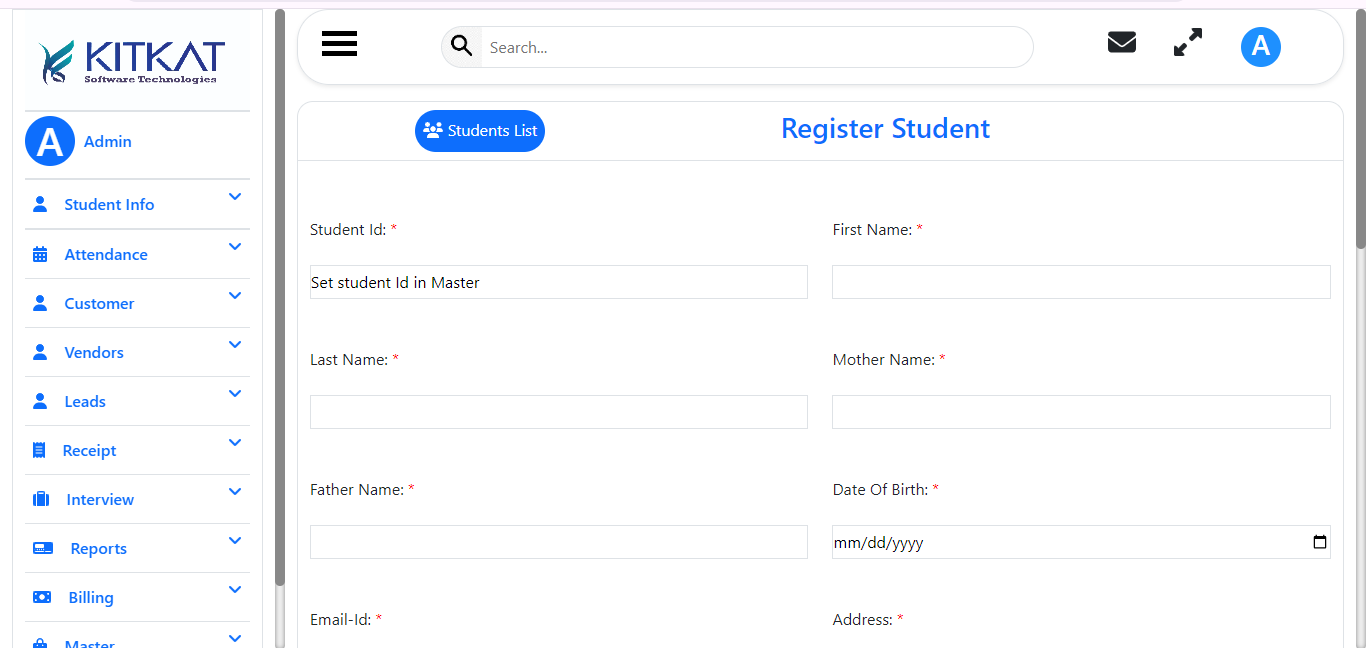 KITKAT
Software Technologies
A Admin
Student Info
Attendance
Customer
Vendors
Leads
Receipt
Interview
Reports
Billing
Master
Search...
A
Students List
Register Student
Student Id: *
First Name: *
Set student Id in Master
Last Name: *
Mother Name: *
Father Name: *
Date Of Birth: *
mm/dd/yyyy
Email-Id: *
Address: *